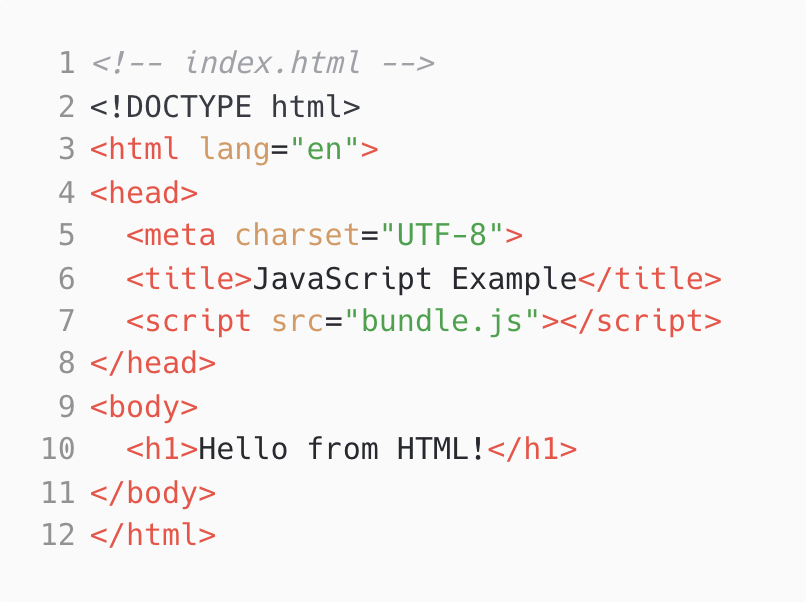 1 <!-- index.html -->
2 <!DOCTYPE html>
3 <html lang="en">
4 <head>
5   <meta charset="UTF-8">
6   <title>JavaScript Example</title>
7   <script src="bundle.js"></script>
8 </head>
9 <body>
10   <h1>Hello from HTML!</h1>
11 </body>
12 </html>